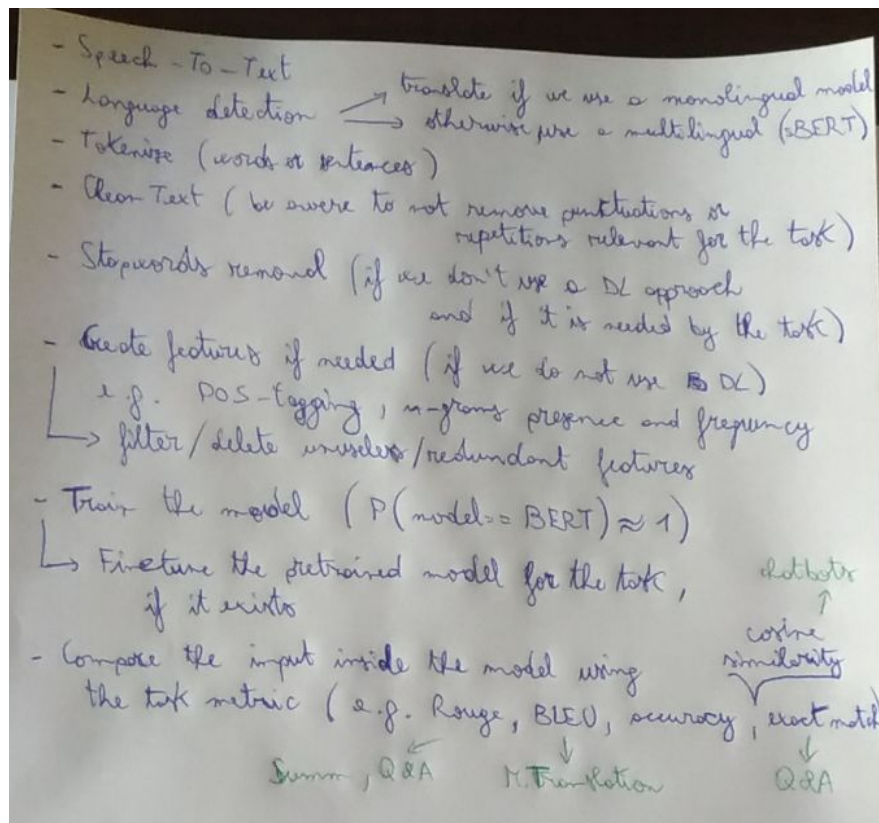 - Speech-To-Text
- Language detection → translate if we use a monolingual model
→ otherwise use a multilingual (sBERT)
- Tokenize (words or sentences)
- Clean Text (be awere to not remove punktuations or
repetitions relevant for the task)
- Stopwords removal (if we don't use a DL approach
and if it is needed by the task)
- Create features if needed (if we do not use DL)
e.g. POS-tagging, n-grams presence and frequency
→ filter/delete unuseless/redundant features
- Train the model (P(model == BERT) ≈ 1)
→ Finetune the pretrained model for the task,
if it exists
chatbots
↑
cosine
similarity
- Compare the input inside the model using
the task metric (e.g. Rouge, BLEU, accuracy, exact match
Summ, Q&A
M.Translation
Q&A